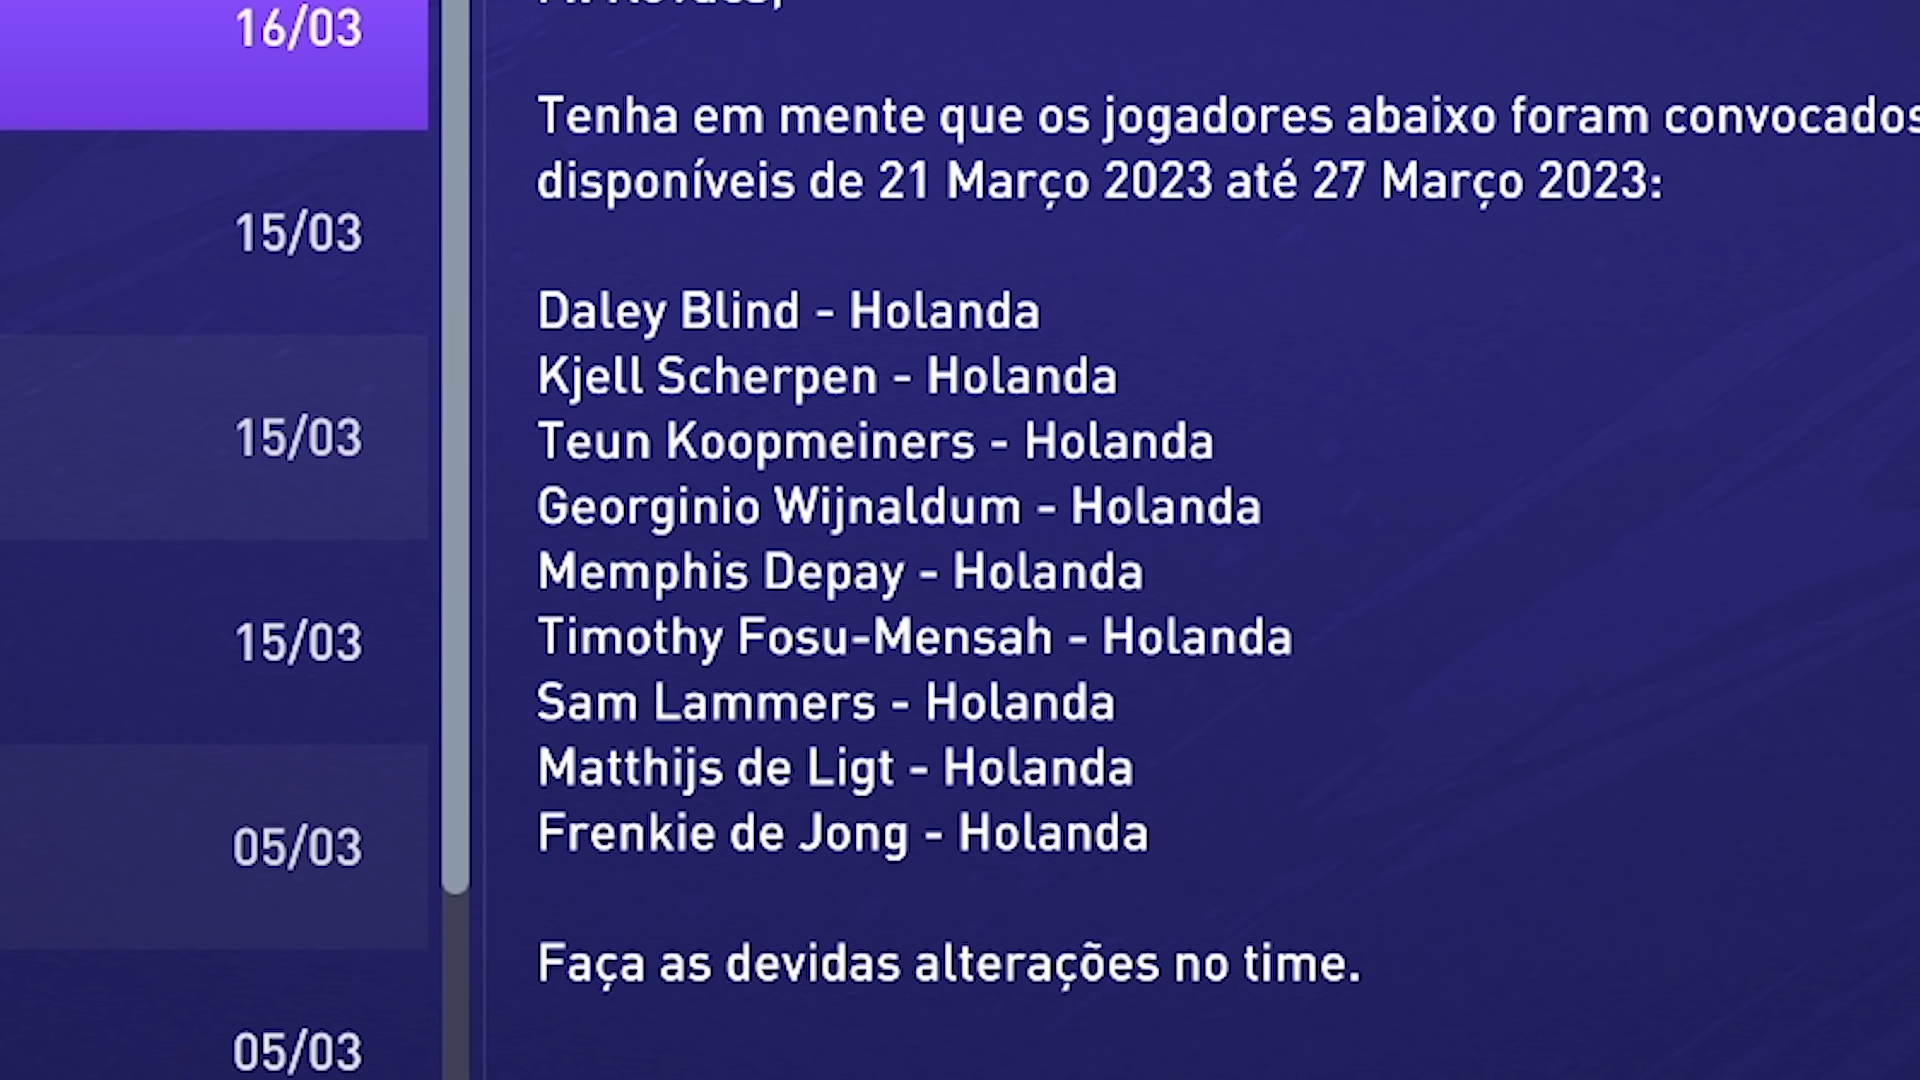 16/03
15/03
15/03
15/03
05/03
05/03
Tenha em mente que os jogadores abaixo foram convocados
disponíveis de 21 Março 2023 até 27 Março 2023:
Daley Blind - Holanda
Kjell Scherpen - Holanda
Teun Koopmeiners - Holanda
Georginio Wijnaldum - Holanda
Memphis Depay - Holanda
Timothy Fosu-Mensah - Holanda
Sam Lammers - Holanda
Matthijs de Ligt - Holanda
Frenkie de Jong - Holanda
Faça as devidas alterações no time.